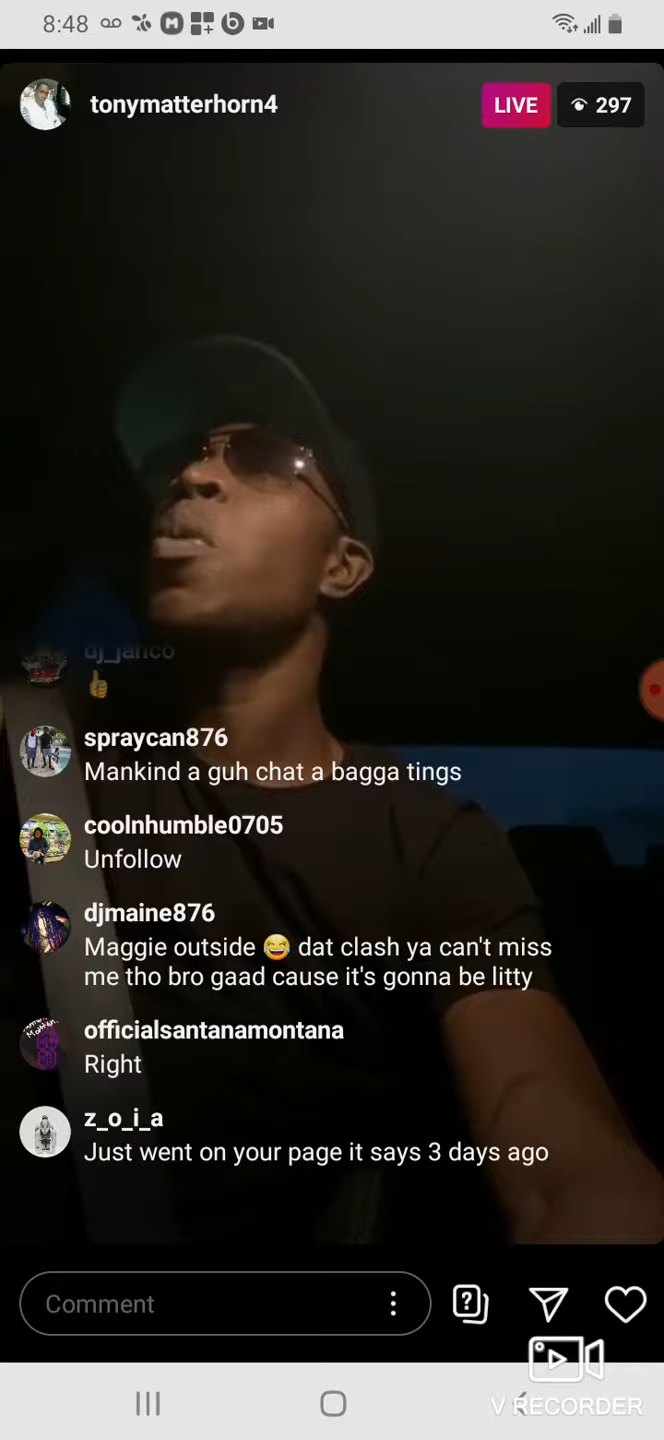 8:48
tonymatterhorn4
LIVE
297
dj_jarico
👍
spraycan876
Mankind a guh chat a bagga tings
coolnhumble0705
Unfollow
djmaine876
Maggie outside 😂 dat clash ya can't miss
me tho bro gaad cause it's gonna be litty
officialsantanamontana
Right
z_o_i_a
Just went on your page it says 3 days ago
Comment
V RECORDER